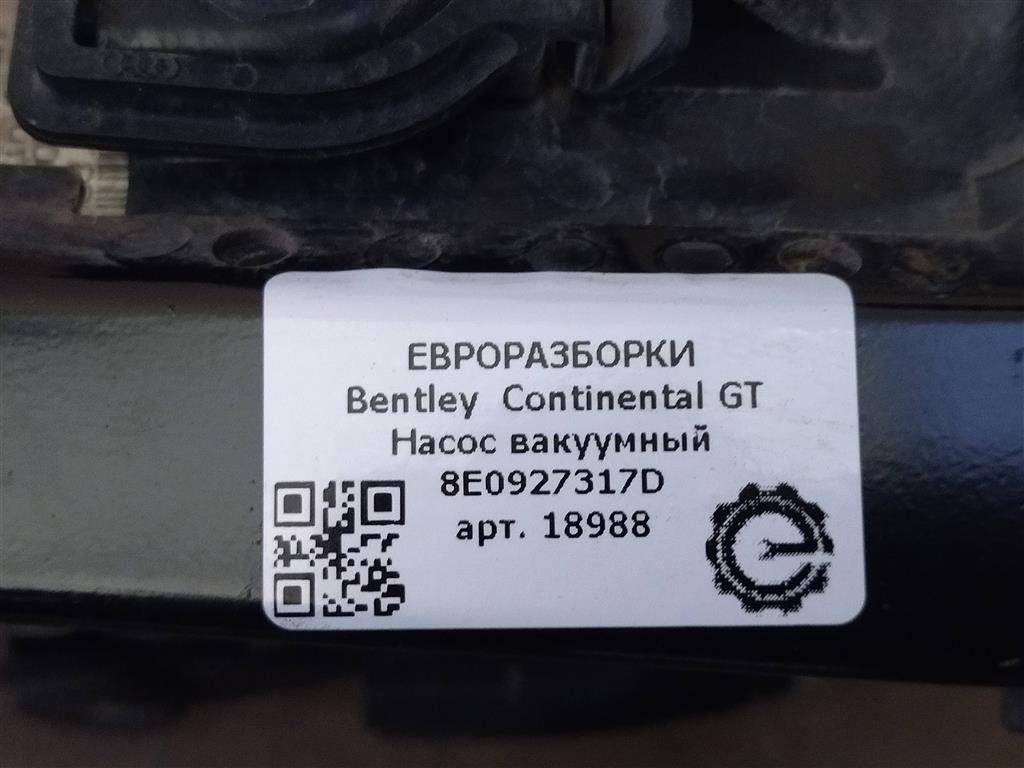 ЕВРОРАЗБОРКИ
Bentley Continental GT
Насос вакуумный
8E0927317D
арт. 18988